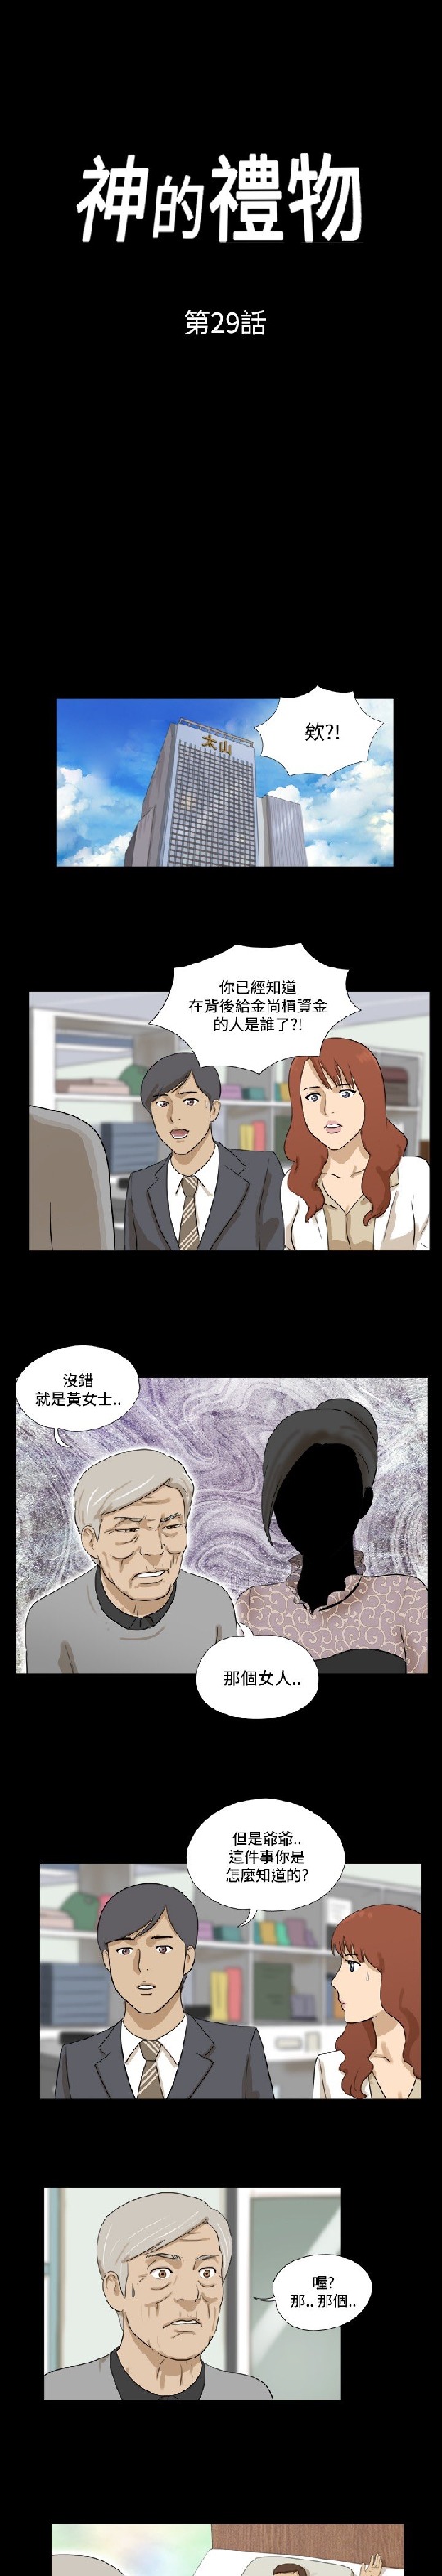 神的禮物
第29話
太山
欸?!
你已經知道
在背後給金尚植資金
的人是誰了?!
沒錯
就是黃女士..
那個女人..
但是爺爺..
這件事你是
怎麼知道的?
喔?
那.. 那個..